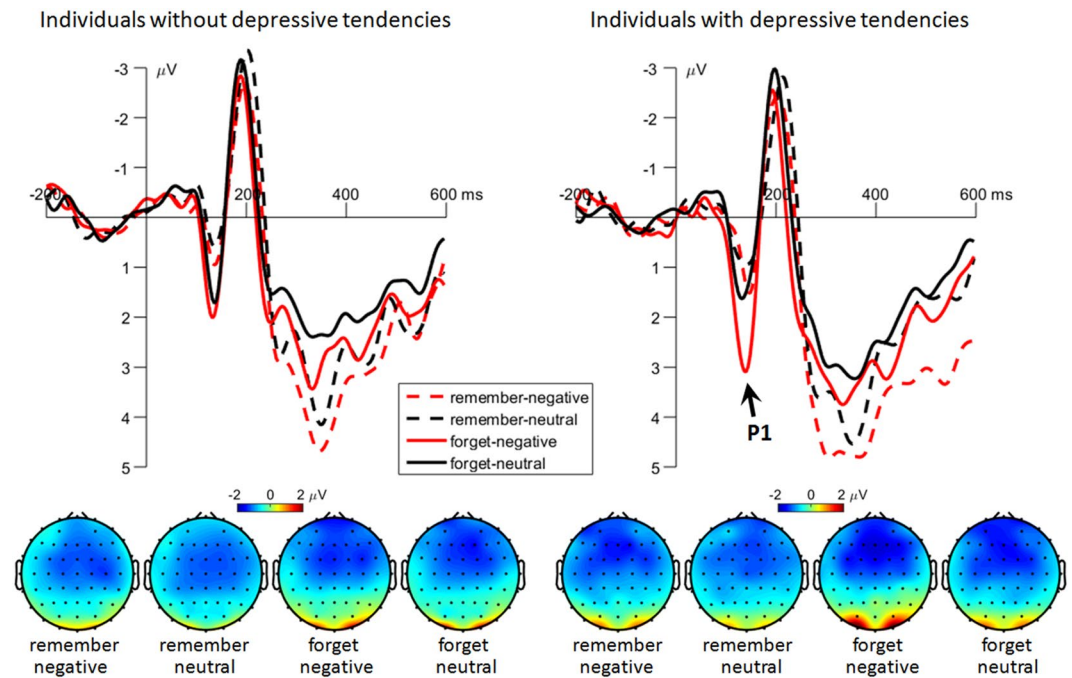 Individuals without depressive tendencies
Individuals with depressive tendencies
-3
µV
-2
-1
-200
200
400
600 ms
1
2
3
4
5
-3
µV
-2
-1
-200
200
400
600 ms
1
2
3
4
5
P1
remember-negative
remember-neutral
forget-negative
forget-neutral
-2 0 2 µV
-2 0 2 µV
remember
negative
remember
neutral
forget
negative
forget
neutral
remember
negative
remember
neutral
forget
negative
forget
neutral